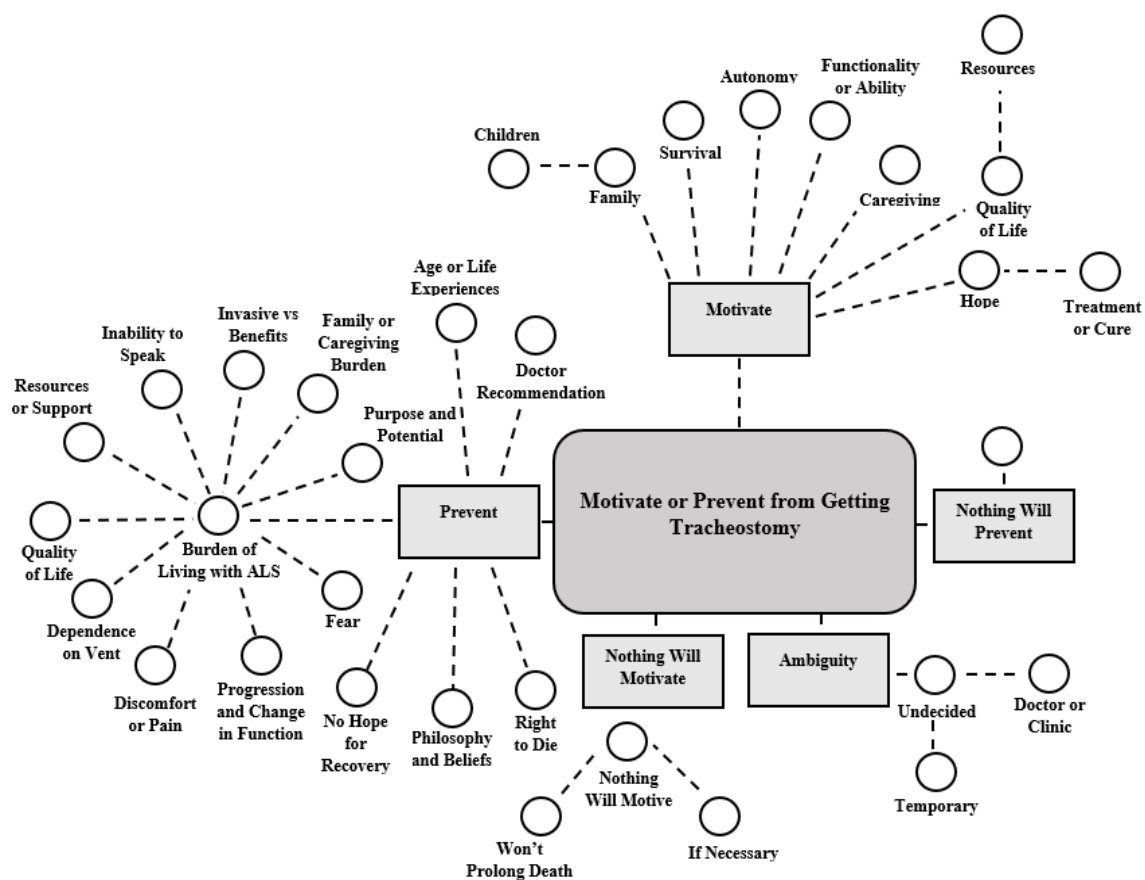 Resources
Autonomy
Functionality
or Ability
Children
Survival
Family
Caregiving
Quality
of Life
Age or Life
Experiences
Motivate
Hope
Treatment
or Cure
Invasive vs
Benefits
Family or
Caregiving
Burden
Inability to
Speak
Doctor
Recommendation
Resources
or Support
Purpose and
Potential
Motivate or Prevent from Getting
Tracheostomy
Prevent
Nothing Will
Prevent
Quality
of Life
Burden of
Living with ALS
Fear
Dependence
on Vent
Nothing Will
Motivate
Ambiguity
Discomfort
or Pain
Progression
and Change
in Function
No Hope
for
Recovery
Philosophy
and Beliefs
Right
to Die
Undecided
Doctor or
Clinic
Nothing
Will Motive
Temporary
Won't
Prolong Death
If Necessary